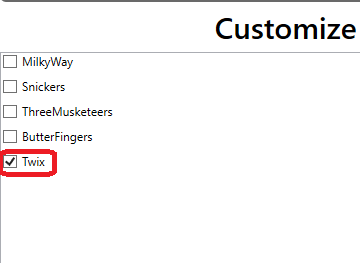 Customize
MilkyWay
Snickers
ThreeMusketeers
ButterFingers
Twix